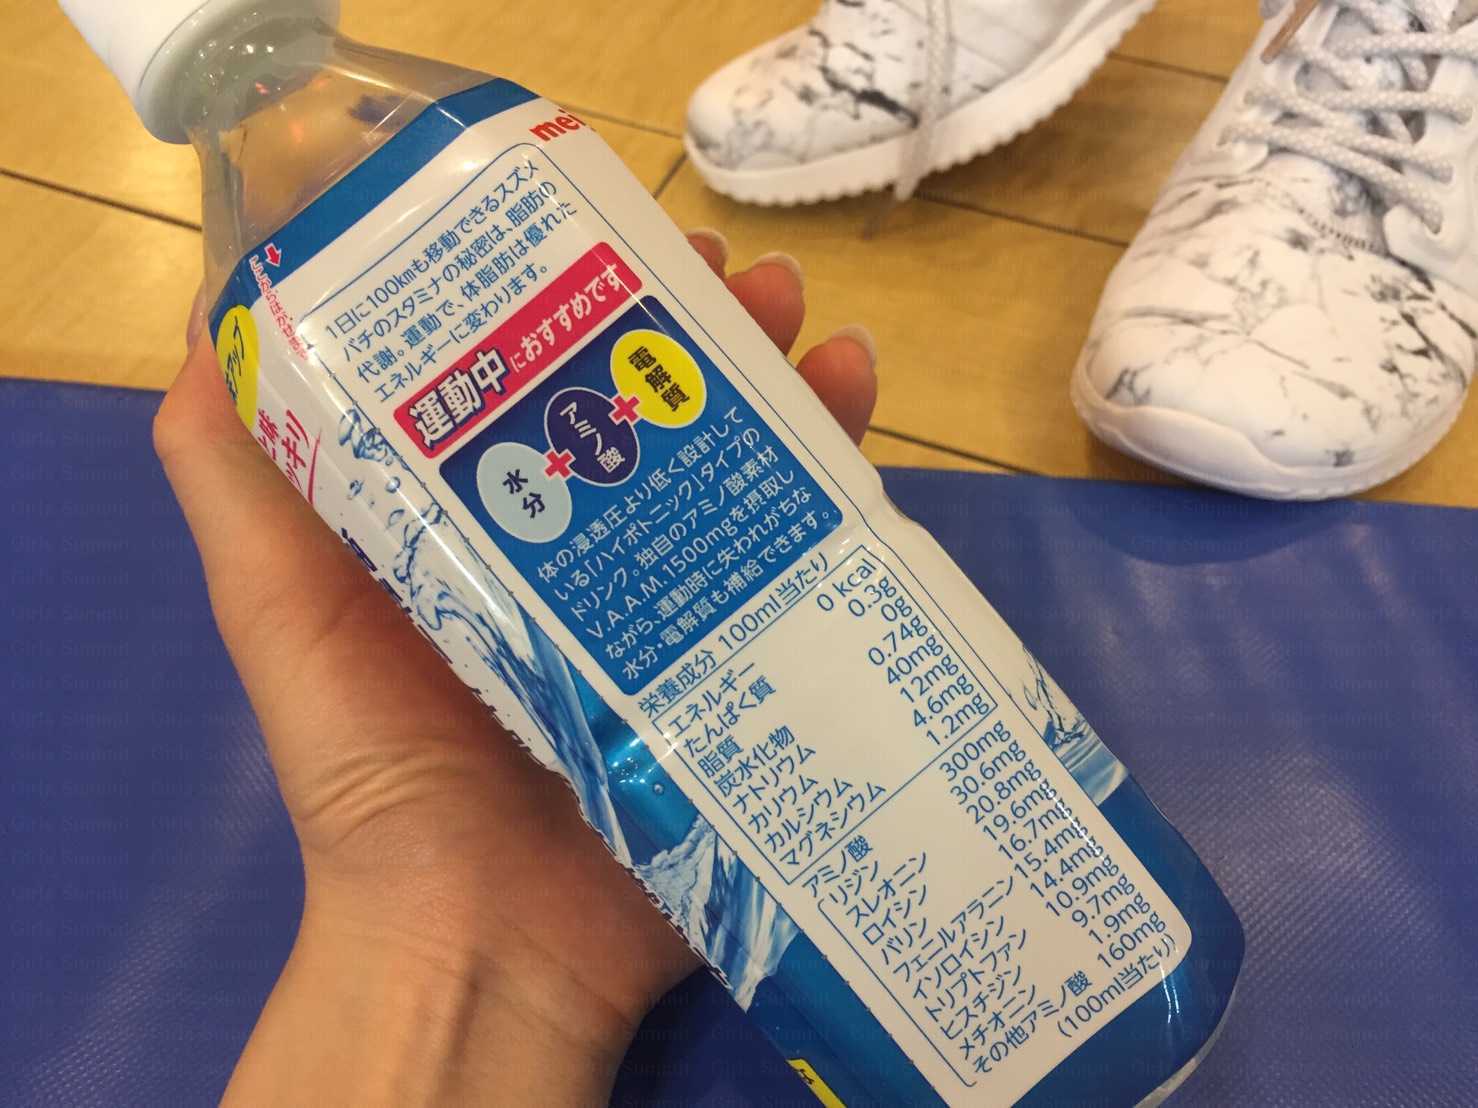 ここからはがせます
アップ
mei
1日に100kmも移動できるスズメ
バチのスタミナの秘密は、脂肪の
代謝。運動で、体脂肪は優れた
エネルギーに変わります。
運動中におすすめです
水分
+
アミノ酸
+
電解質
体の浸透圧より低く設計して
いる「ハイポトニック」タイプの
ドリンク。独自のアミノ酸素材
V.A.A.M.1500mgを摂取し
ながら、運動時に失われがちな
水分・電解質も補給できます。
栄養成分 100ml当たり
エネルギー 0 kcal
たんぱく質 0.3g
脂質 0g
炭水化物 0.74g
ナトリウム 40mg
カリウム 12mg
カルシウム 4.6mg
マグネシウム 1.2mg
アミノ酸 300mg
リジン 30.6mg
スレオニン 20.8mg
ロイシン 19.6mg
バリン 16.7mg
フェニルアラニン 15.4mg
イソロイシン 14.4mg
トリプトファン 10.9mg
ヒスチジン 9.7mg
メチオニン 1.9mg
その他アミノ酸 160mg
(100ml当たり)
Girls Summit